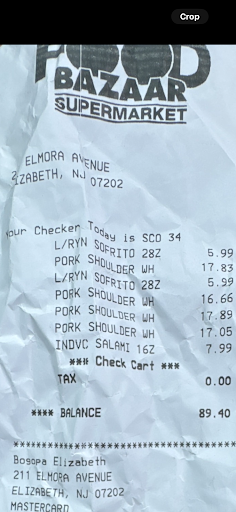 Crop
FOOD
BAZAAR
SUPERMARKET
ELMORA AVENUE
IZABETH, NJ 07202
our Checker Today is SCO 34
L/RYN SOFRITO 28Z 5.99
PORK SHOULDER WH 17.83
L/RYN SOFRITO 28Z 5.99
PORK SHOULDER WH 16.66
PORK SHOULDER WH 17.89
PORK SHOULDER WH 17.05
INDVC SALAMI 16Z 7.99
*** Check Cart ***
TAX 0.00
**** BALANCE 89.40
Bogopa Elizabeth
211 ELMORA AVENUE
ELIZABETH, NJ 07202
MASTERCARD